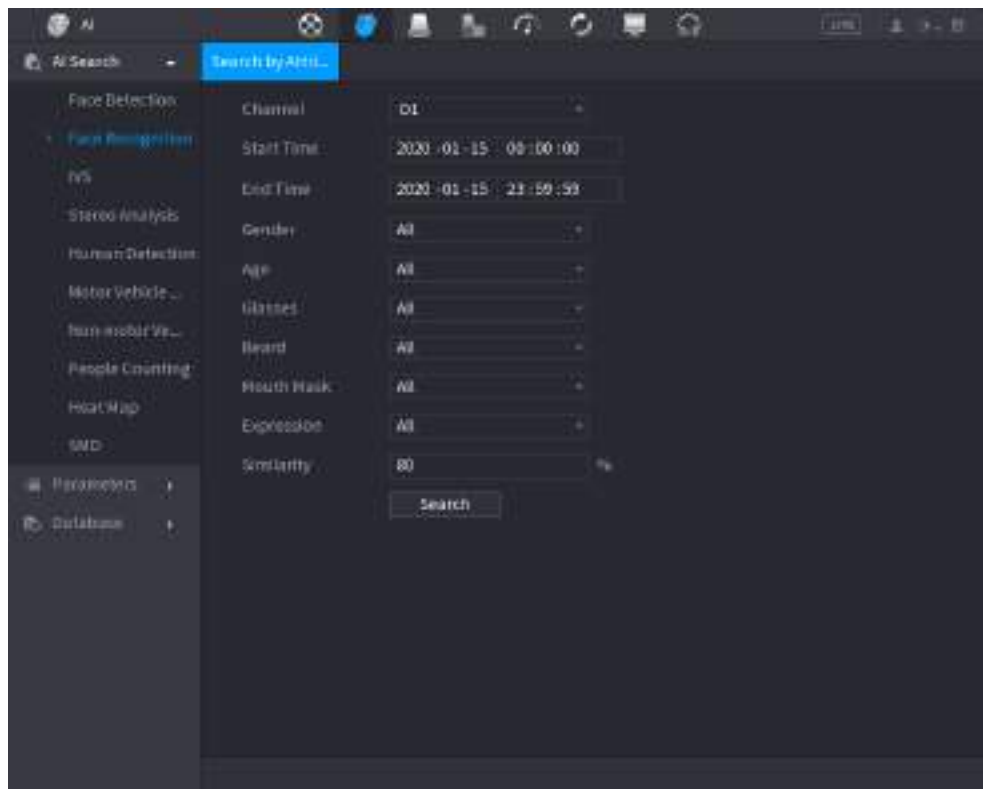 AI
LIVE
AI Search
Search by Attri...
Face Detection
Face Recognition
IVS
Stereo Analysis
Human Detection
Motor Vehicle ...
Non-motor Ve...
People Counting
Heat Map
SMD
Parameters
Database
Channel D1
Start Time 2020 -01 -15 00 :00 :00
End Time 2020 -01 -15 23 :59 :59
Gender All
Age All
Glasses All
Beard All
Mouth Mask All
Expression All
Similarity 80 %
Search